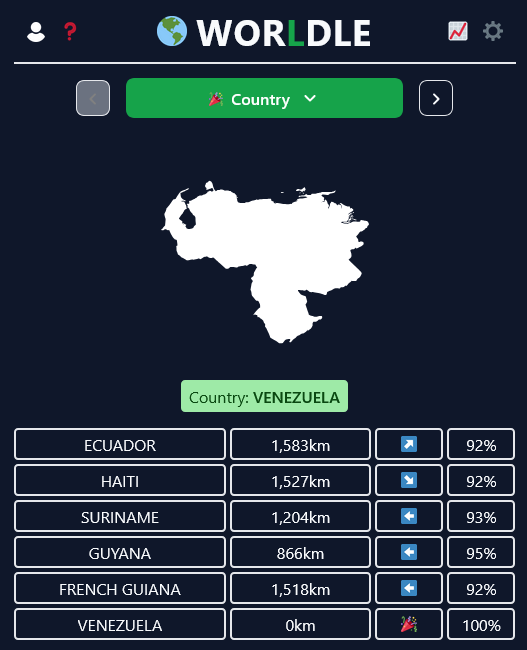 ? WORLDLE
Country
Country: VENEZUELA
ECUADOR 1,583km 92%
HAITI 1,527km 92%
SURINAME 1,204km 93%
GUYANA 866km 95%
FRENCH GUIANA 1,518km 92%
VENEZUELA 0km 100%